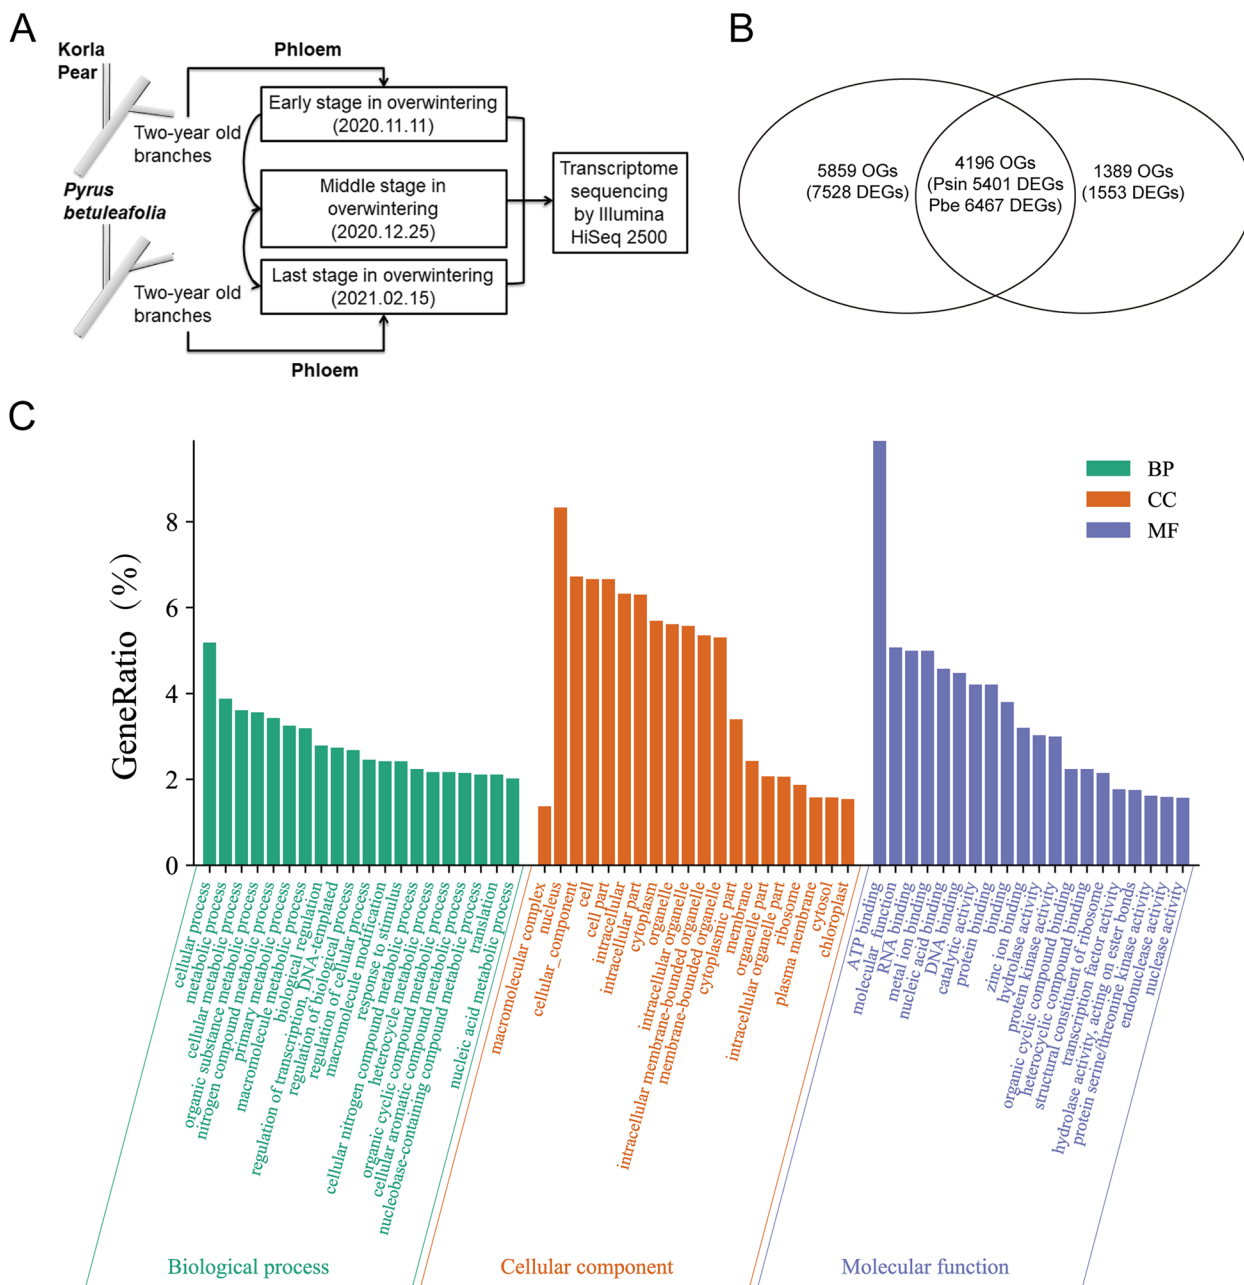 A
Korla
Pear
Phloem
Two-year old
branches
Early stage in overwintering
(2020.11.11)
Middle stage in
overwintering
(2020.12.25)
Last stage in overwintering
(2021.02.15)
Transcriptome
sequencing
by Illumina
HiSeq 2500
Pyrus
betuleafolia
Two-year old
branches
Phloem
B
5859 OGs
(7528 DEGs)
4196 OGs
(Psin 5401 DEGs
Pbe 6467 DEGs)
1389 OGs
(1553 DEGs)
C
GeneRatio (%)
8
6
4
2
0
BP
CC
MF
cellular process
metabolic process
cellular metabolic process
organic substance metabolic process
nitrogen compound metabolic process
primary metabolic process
macromolecule metabolic process
biological regulation
regulation of transcription, DNA-templated
regulation of biological process
regulation of cellular process
macromolecule modification
response to stimulus
cellular nitrogen compound metabolic process
heterocycle metabolic process
organic cyclic compound metabolic process
cellular aromatic compound metabolic process
nucleobase-containing compound metabolic process
translation
nucleic acid metabolic process
macromolecular complex
nucleus
cellular_component
cell
cell part
intracellular
intracellular part
cytoplasm
organelle
intracellular organelle
intracellular membrane-bounded organelle
membrane-bounded organelle
cytoplasmic part
membrane
organelle part
intracellular organelle part
ribosome
plasma membrane
cytosol
chloroplast
ATP binding
molecular function
RNA binding
metal ion binding
nucleic acid binding
DNA binding
catalytic activity
protein binding
binding
zinc ion binding
hydrolase activity
protein kinase activity
organic cyclic compound binding
heterocyclic compound binding
structural constituent of ribosome
transcription factor activity
hydrolase activity, acting on ester bonds
protein serine/threonine kinase activity
endonuclease activity
nuclease activity
Biological process
Cellular component
Molecular function